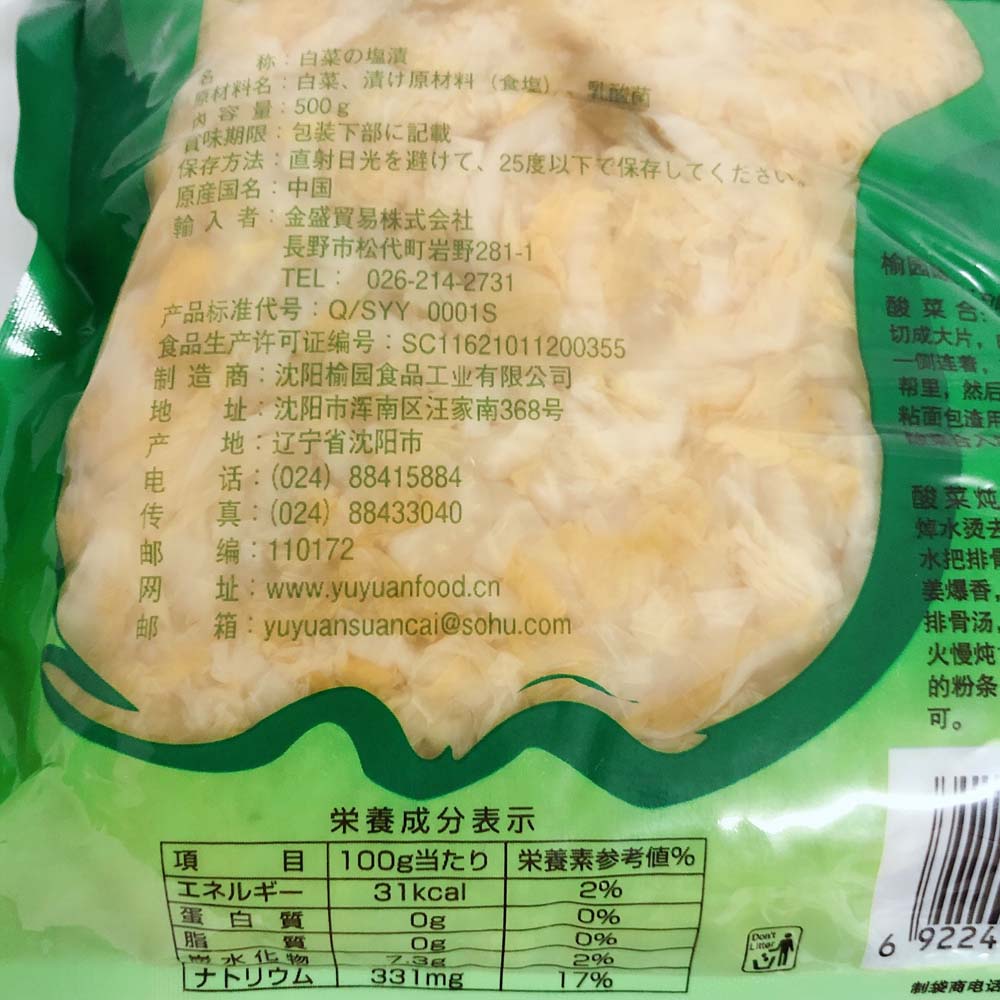 名 称：白菜の塩漬
原材料名：白菜、漬け原材料（食塩）、乳酸菌
内 容 量：500g
賞味期限：包装下部に記載
保存方法：直射日光を避けて、25度以下で保存してください。
原産国名：中国
輸 入 者：金盛貿易株式会社
長野市松代町岩野281-1
TEL： 026-214-2731
产品标准代号：Q/SYY 0001S
食品生产许可证编号：SC11621011200355
制 造 商：沈阳榆园食品工业有限公司
地 址：沈阳市浑南区汪家南368号
产 地：辽宁省沈阳市
电 话：(024) 88415884
传 真：(024) 88433040
邮 编：110172
网 址：www.yuyuanfood.cn
邮 箱：yuyuansuancai@sohu.com
榆园
酸 菜 合：
切成大片，
一侧连着，
帮里，然后
粘面包渣用
酸菜炖
焯水烫去
水把排骨
姜爆香，
排骨汤，
火慢炖
的粉条
可。
栄養成分表示
項 目 100g当たり 栄養素参考値%
エネルギー 31kcal 2%
蛋 白 質 0g 0%
脂 質 0g 0%
炭 水 化 物 7.3g 2%
ナトリウム 331mg 17%
Don't
Litter
6 9224
制袋商电话